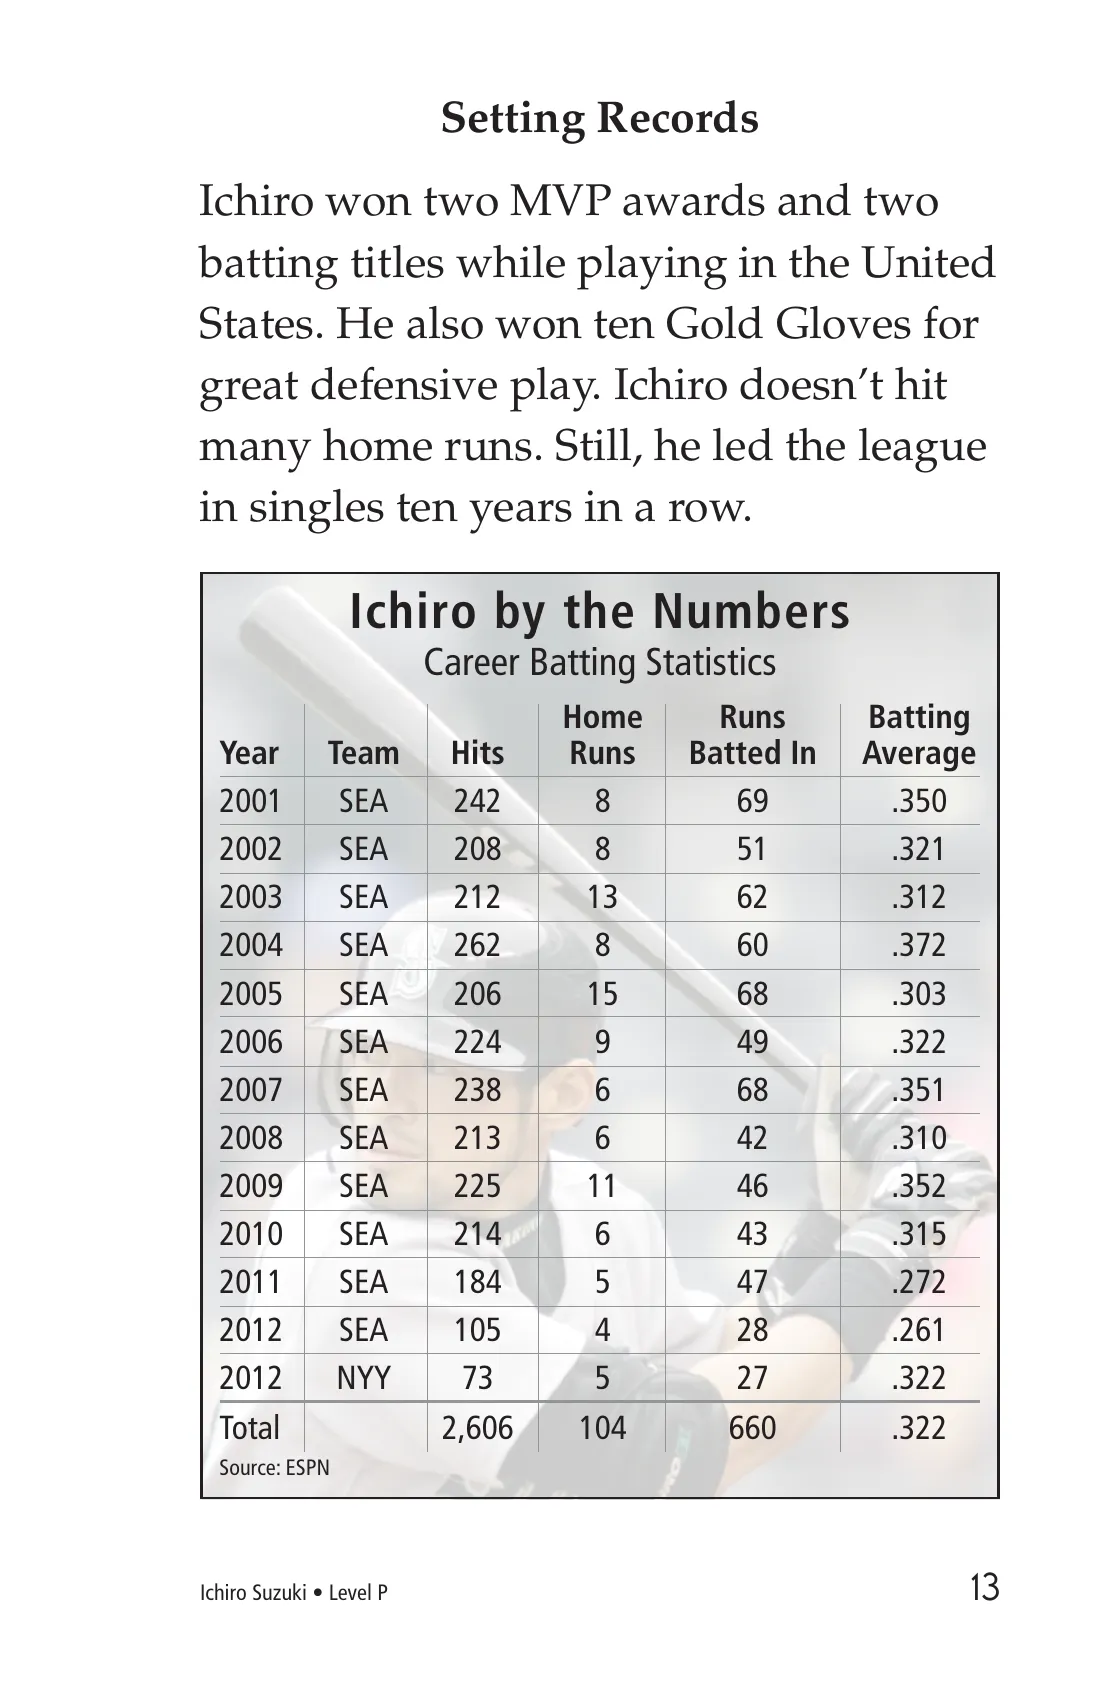 Setting Records
Ichiro won two MVP awards and two
batting titles while playing in the United
States. He also won ten Gold Gloves for
great defensive play. Ichiro doesn’t hit
many home runs. Still, he led the league
in singles ten years in a row.
Ichiro by the Numbers
Career Batting Statistics
Year Team Hits Home Runs Runs Batted In Batting Average
2001 SEA 242 8 69 .350
2002 SEA 208 8 51 .321
2003 SEA 212 13 62 .312
2004 SEA 262 8 60 .372
2005 SEA 206 15 68 .303
2006 SEA 224 9 49 .322
2007 SEA 238 6 68 .351
2008 SEA 213 6 42 .310
2009 SEA 225 11 46 .352
2010 SEA 214 6 43 .315
2011 SEA 184 5 47 .272
2012 SEA 105 4 28 .261
2012 NYY 73 5 27 .322
Total 2,606 104 660 .322
Source: ESPN
Ichiro Suzuki • Level P 13